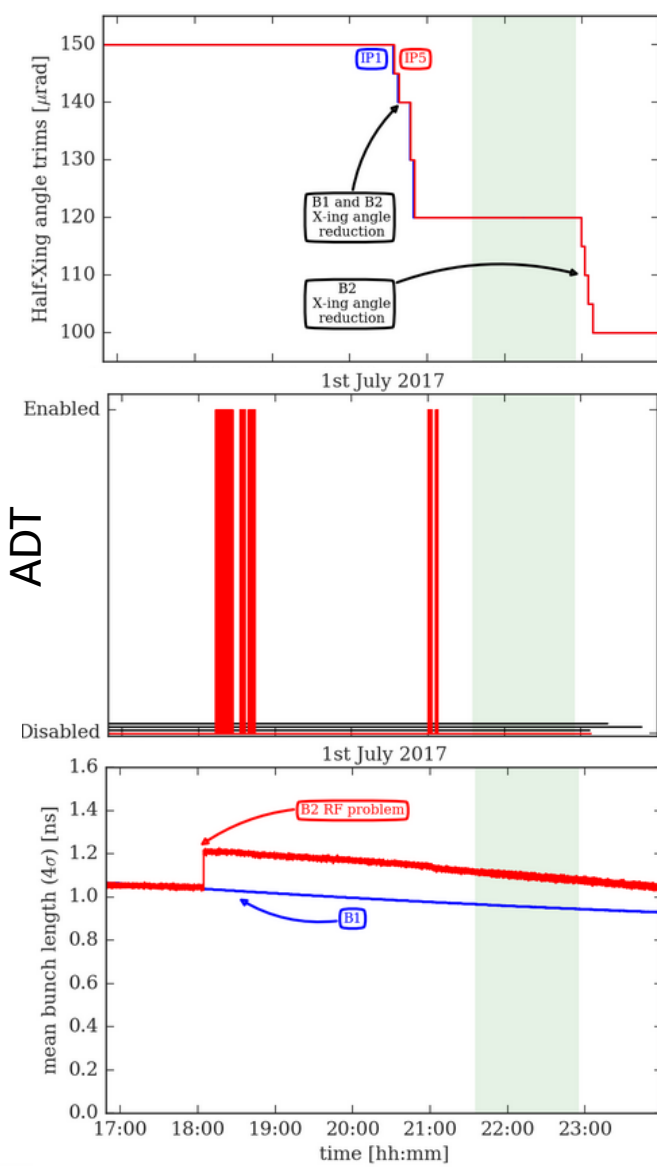 150
140
130
120
110
100
Half-Xing angle trims [μrad]
IP1
IP5
B1 and B2
X-ing angle
reduction
B2
X-ing angle
reduction
1st July 2017
Enabled
ADT
Disabled
1st July 2017
1.6
1.4
1.2
1.0
0.8
0.6
0.4
0.2
0.0
mean bunch length (4σ) [ns]
B2 RF problem
B1
17:00 18:00 19:00 20:00 21:00 22:00 23:00
time [hh:mm]